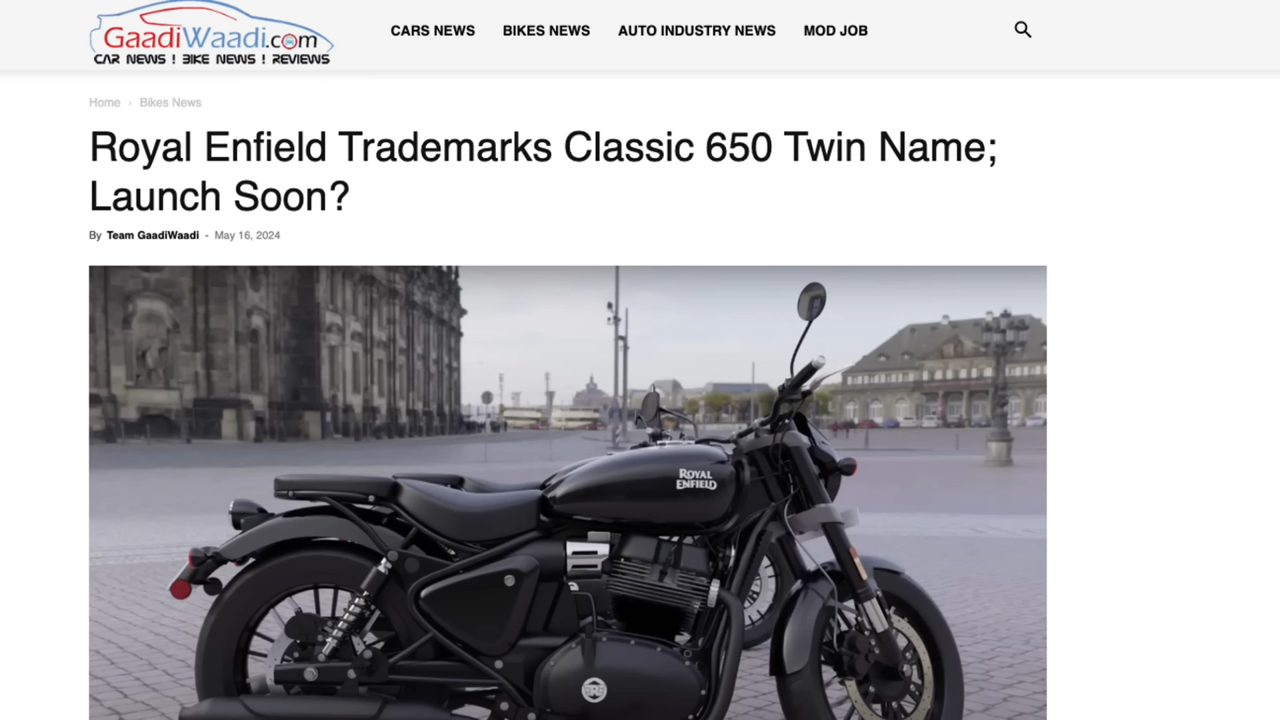 GaadiWaadi.com
CAR NEWS ! BIKE NEWS ! REVIEWS
CARS NEWS BIKES NEWS AUTO INDUSTRY NEWS MOD JOB
Home › Bikes News
Royal Enfield Trademarks Classic 650 Twin Name;
Launch Soon?
By Team GaadiWaadi - May 16, 2024
ROYAL
ENFIELD